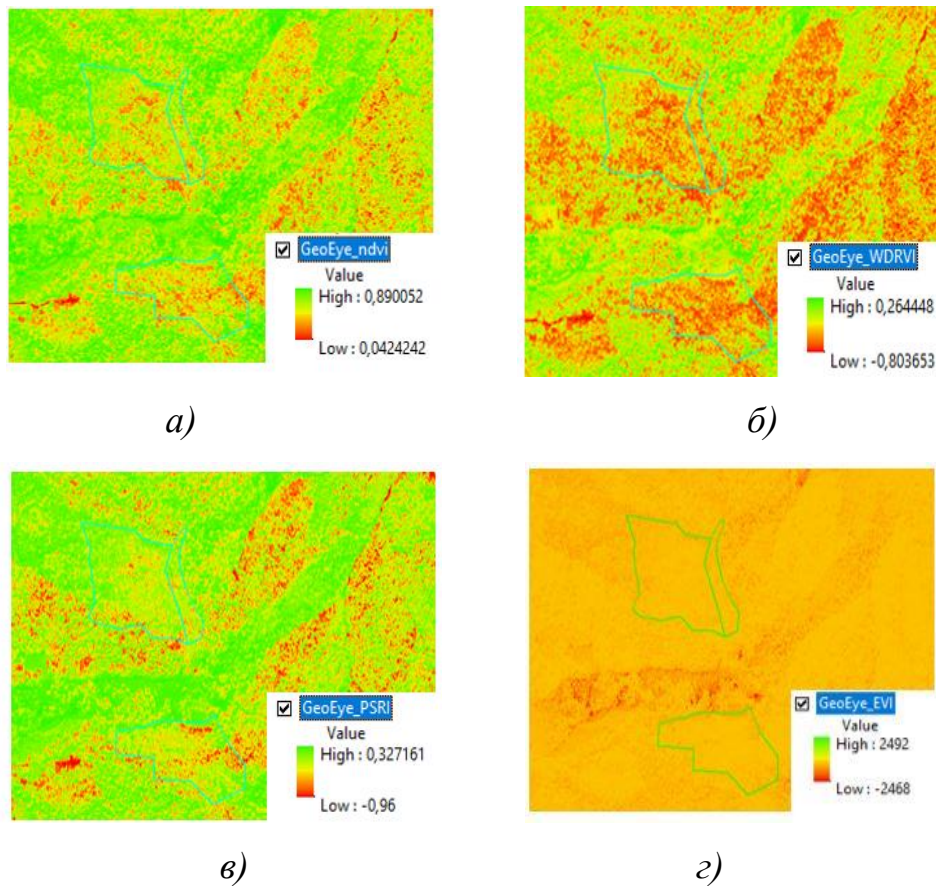 GeoEye_ndvi
Value
High : 0,890052
Low : 0,0424242
а)
GeoEye_WDRVI
Value
High : 0,264448
Low : -0,803653
б)
GeoEye_PSRI
Value
High : 0,327161
Low : -0,96
в)
GeoEye_EVI
Value
High : 2492
Low : -2468
г)